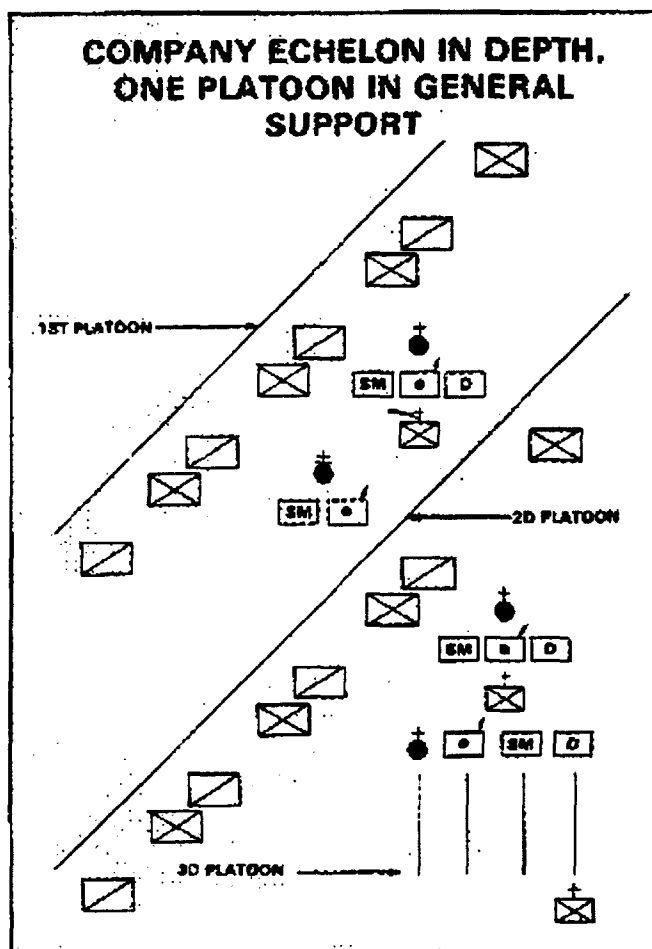 COMPANY ECHELON IN DEPTH,
ONE PLATOON IN GENERAL
SUPPORT
1ST PLATOON
SM D
SM
2D PLATOON
SM D
SM D
3D PLATOON